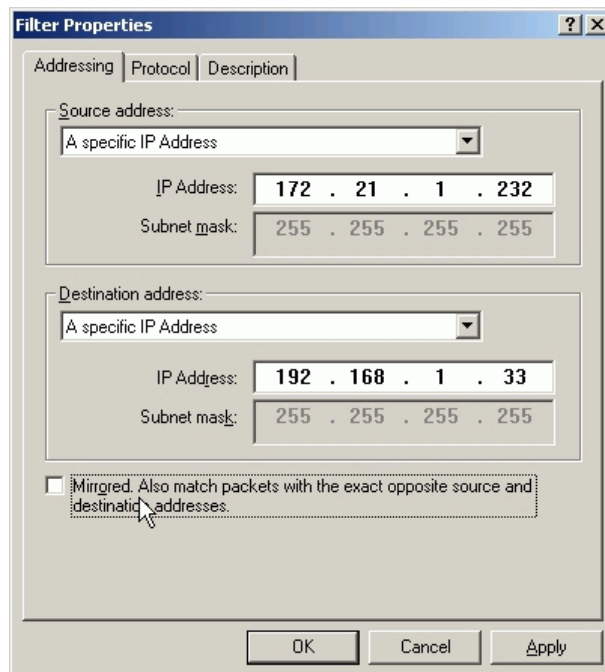 Filter Properties
Addressing Protocol Description
Source address:
A specific IP Address
IP Address: 172 . 21 . 1 . 232
Subnet mask: 255 . 255 . 255 . 255
Destination address:
A specific IP Address
IP Address: 192 . 168 . 1 . 33
Subnet mask: 255 . 255 . 255 . 255
Mirrored. Also match packets with the exact opposite source and
destination addresses.
OK Cancel Apply